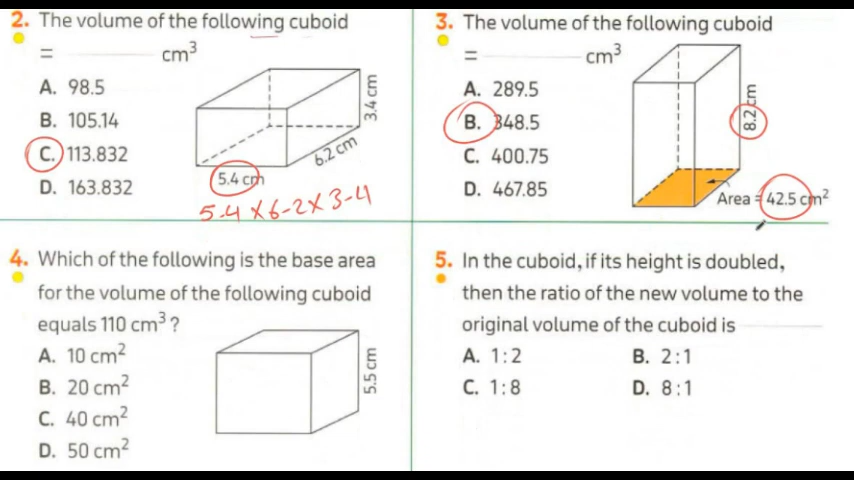 2. The volume of the following cuboid
= ________ cm³
A. 98.5
B. 105.14
C. 113.832
D. 163.832
3.4 cm
6.2 cm
5.4 cm
5.4 × 6.2 × 3.4
3. The volume of the following cuboid
= ________ cm³
A. 289.5
B. 348.5
C. 400.75
D. 467.85
8.2 cm
Area = 42.5 cm²
4. Which of the following is the base area
for the volume of the following cuboid
equals 110 cm³ ?
A. 10 cm²
B. 20 cm²
C. 40 cm²
D. 50 cm²
5.5 cm
5. In the cuboid, if its height is doubled,
then the ratio of the new volume to the
original volume of the cuboid is ________
A. 1 : 2 B. 2 : 1
C. 1 : 8 D. 8 : 1